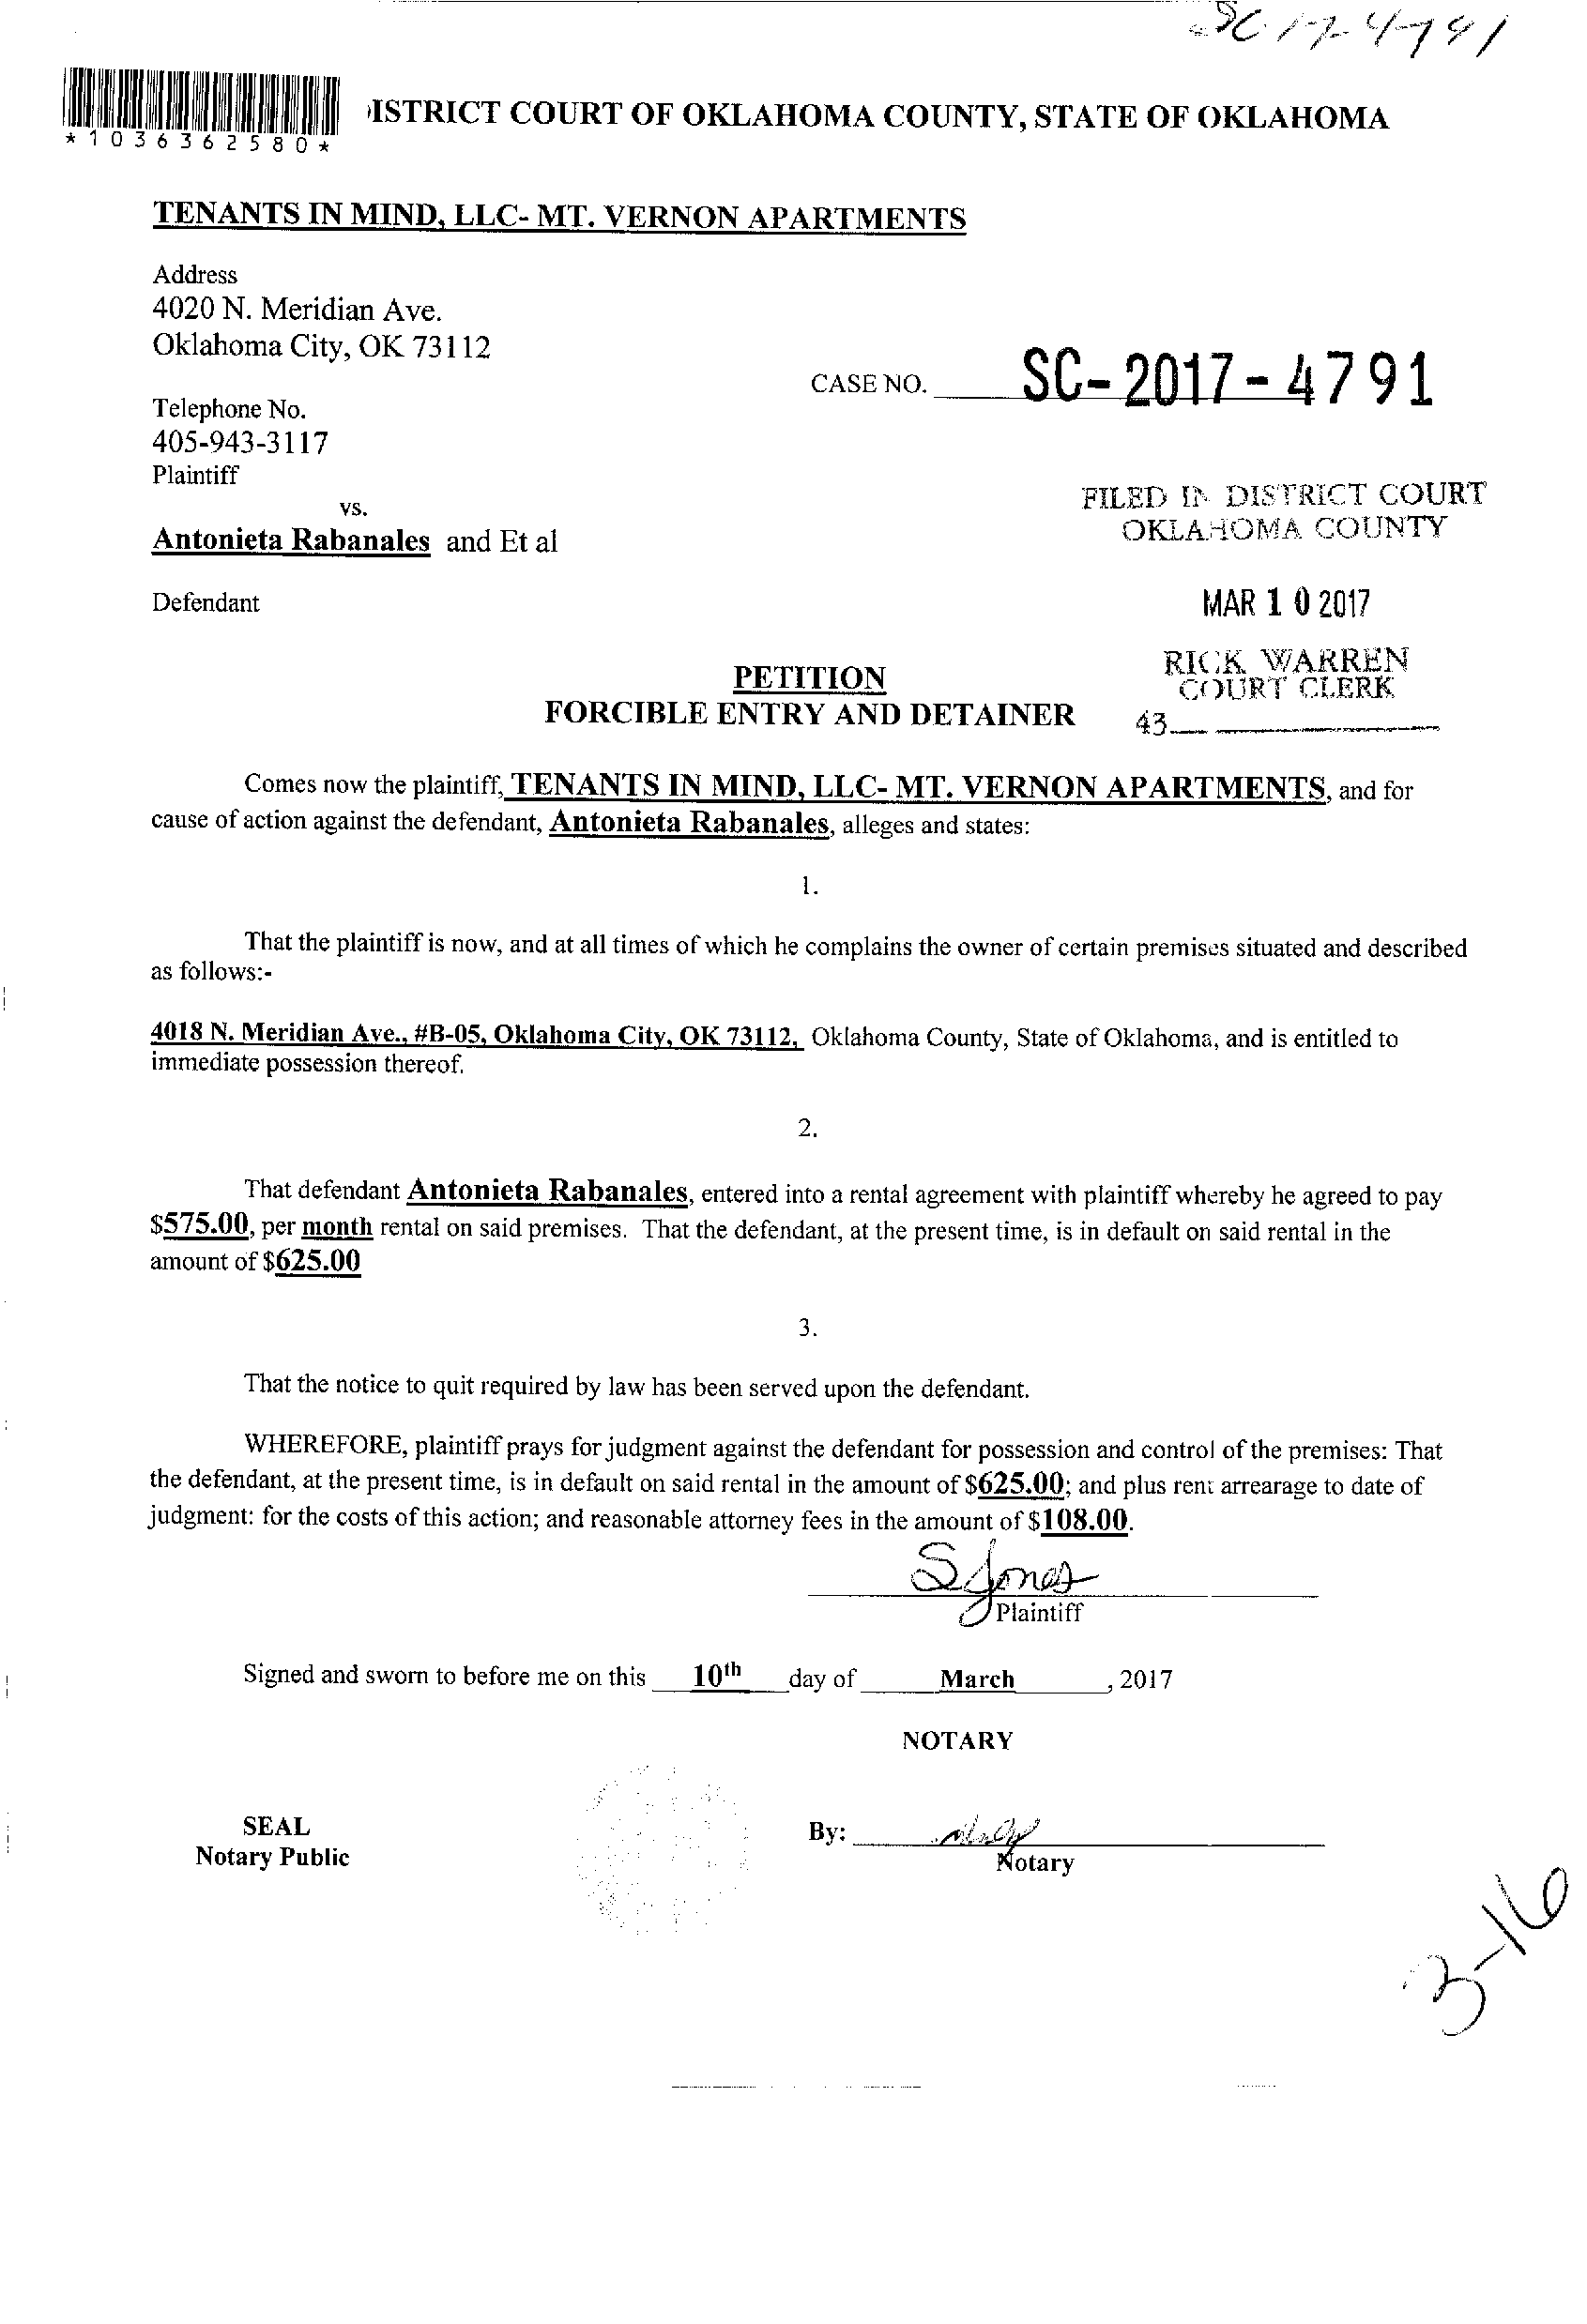 SC 17-4791
*1036362580*
ISTRICT COURT OF OKLAHOMA COUNTY, STATE OF OKLAHOMA
TENANTS IN MIND, LLC- MT. VERNON APARTMENTS
Address
4020 N. Meridian Ave.
Oklahoma City, OK 73112
CASE NO. SC-2017-4791
Telephone No.
405-943-3117
Plaintiff
vs.
Antonieta Rabanales and Et al
Defendant
FILED IN DISTRICT COURT
OKLAHOMA COUNTY
MAR 10 2017
RICK WARREN
COURT CLERK
43
PETITION
FORCIBLE ENTRY AND DETAINER
Comes now the plaintiff, TENANTS IN MIND, LLC- MT. VERNON APARTMENTS, and for
cause of action against the defendant, Antonieta Rabanales, alleges and states:
1.
That the plaintiff is now, and at all times of which he complains the owner of certain premises situated and described
as follows:-
4018 N. Meridian Ave., #B-05, Oklahoma City, OK 73112, Oklahoma County, State of Oklahoma, and is entitled to
immediate possession thereof.
2.
That defendant Antonieta Rabanales, entered into a rental agreement with plaintiff whereby he agreed to pay
$575.00, per month rental on said premises. That the defendant, at the present time, is in default on said rental in the
amount of $625.00
3.
That the notice to quit required by law has been served upon the defendant.
WHEREFORE, plaintiff prays for judgment against the defendant for possession and control of the premises: That
the defendant, at the present time, is in default on said rental in the amount of $625.00; and plus rent arrearage to date of
judgment: for the costs of this action; and reasonable attorney fees in the amount of $108.00.
S Jones
Plaintiff
Signed and sworn to before me on this 10th day of March, 2017
NOTARY
SEAL
Notary Public
By:
Notary
3-16